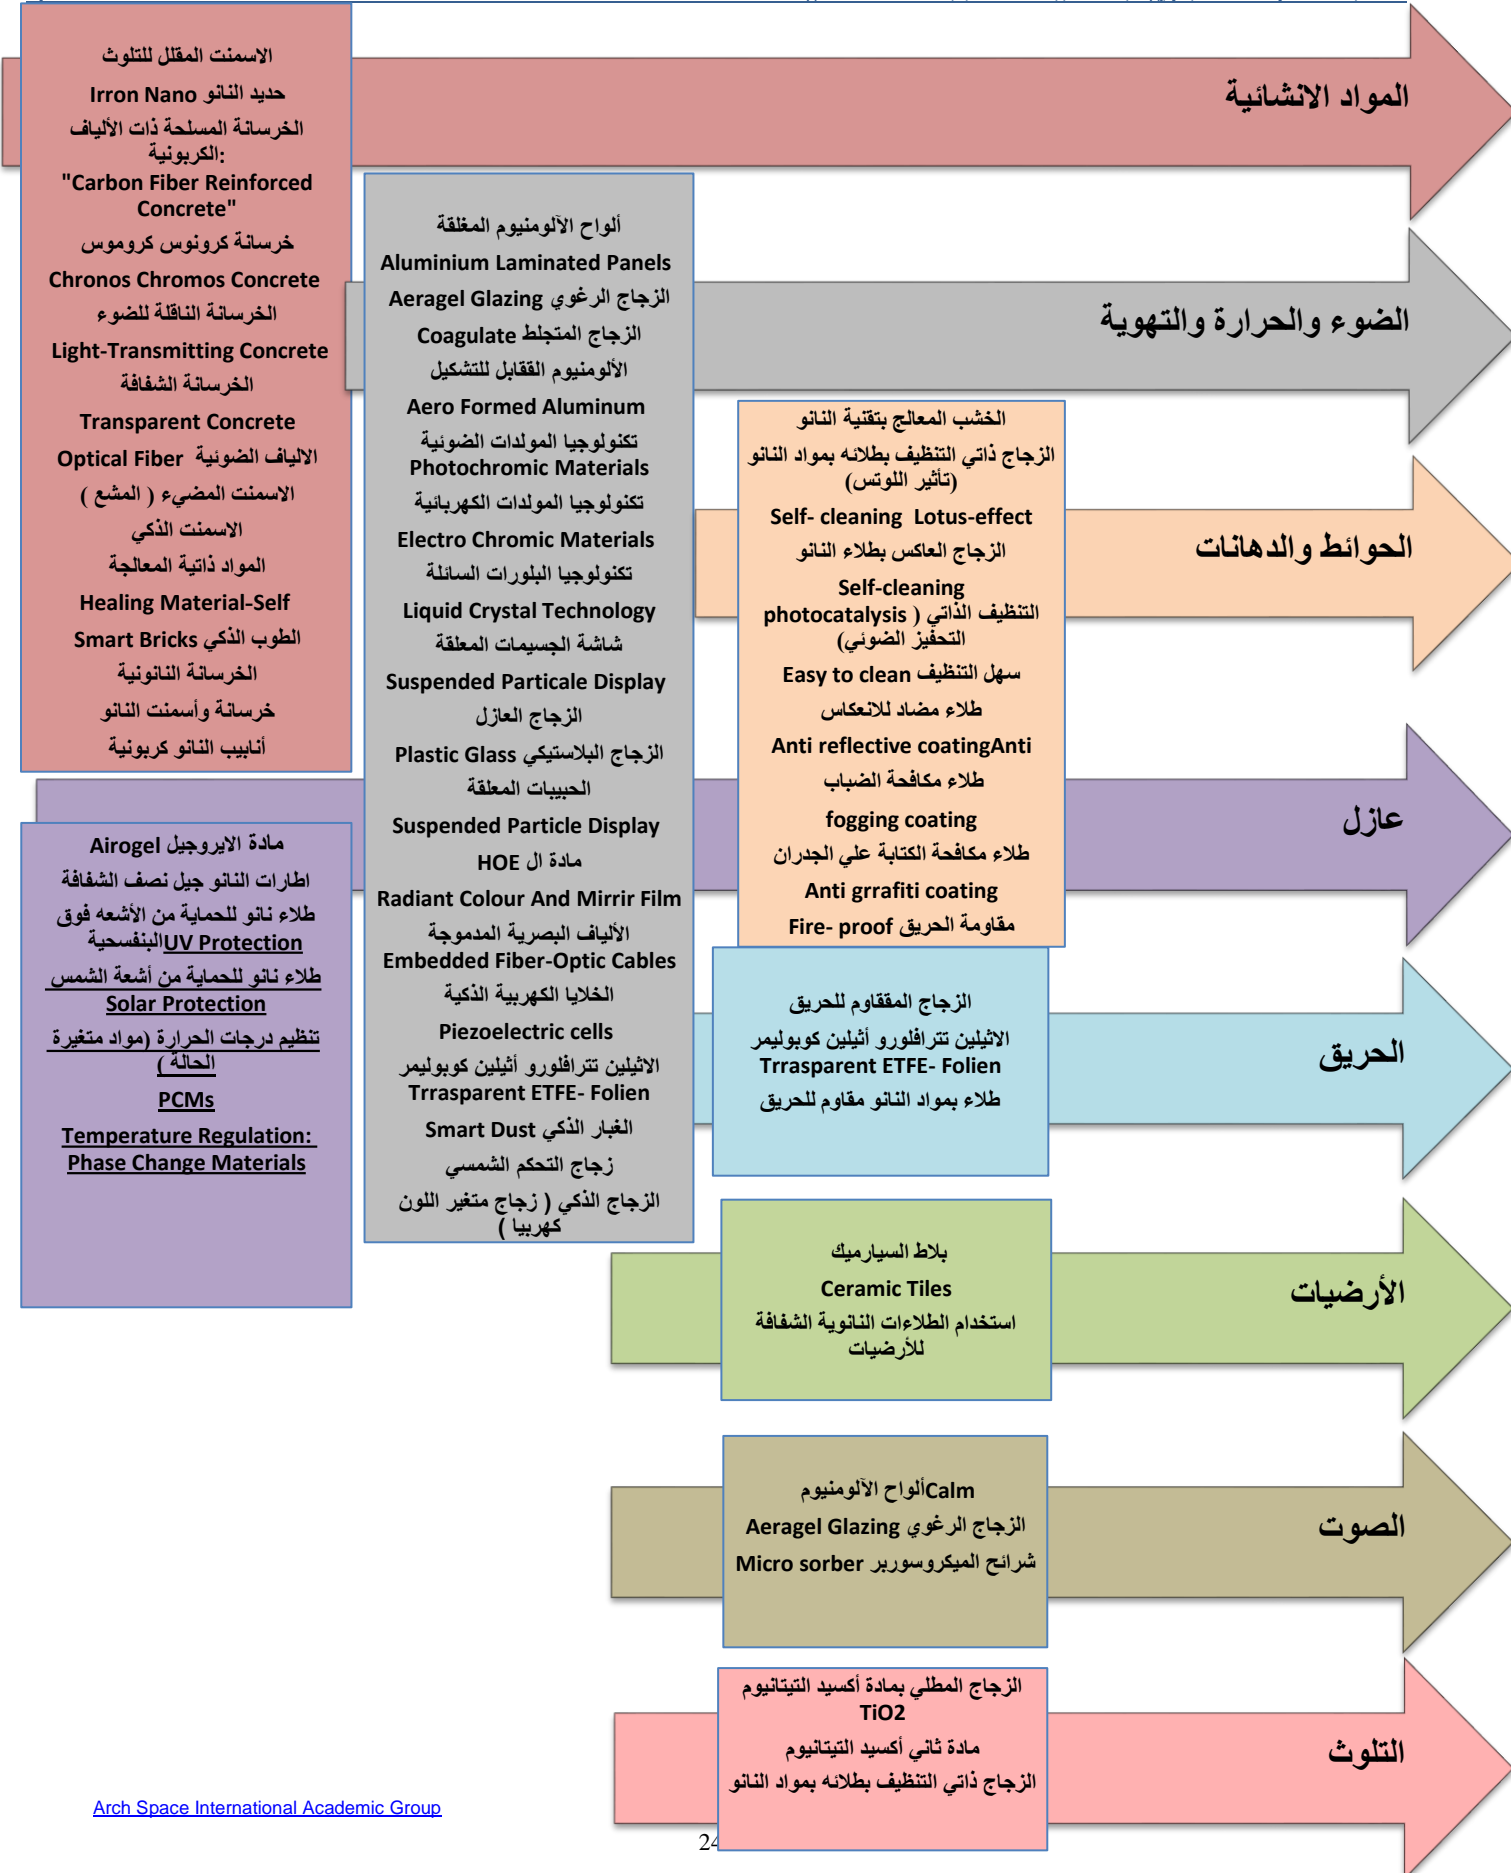 المواد الانشائية
الاسمنت المقلل للتلوث
حديد النانو Irron Nano
الخرسانة المسلحة ذات الألياف
الكربونية:
"Carbon Fiber Reinforced
Concrete"
خرسانة كرونوس كروموس
Chronos Chromos Concrete
الخرسانة الناقلة للضوء
Light-Transmitting Concrete
الخرسانة الشفافة
Transparent Concrete
الالياف الضوئية Optical Fiber
الاسمنت المضيء ( المشع )
الاسمنت الذكي
المواد ذاتية المعالجة
Healing Material-Self
الطوب الذكي Smart Bricks
الخرسانة النانونية
خرسانة وأسمنت النانو
أنابيب النانو كربونية
الضوء والحرارة والتهوية
ألواح الآلومنيوم المغلقة
Aluminium Laminated Panels
الزجاج الرغوي Aeragel Glazing
الزجاج المتجلط Coagulate
الألومنيوم الققابل للتشكيل
Aero Formed Aluminum
تكنولوجيا المولدات الضوئية
Photochromic Materials
تكنولوجيا المولدات الكهربائية
Electro Chromic Materials
تكنولوجيا البلورات السائلة
Liquid Crystal Technology
شاشة الجسيمات المعلقة
Suspended Particale Display
الزجاج العازل
الزجاج البلاستيكي Plastic Glass
الحبيبات المعلقة
Suspended Particle Display
مادة ال HOE
Radiant Colour And Mirrir Film
الألياف البصرية المدموجة
Embedded Fiber-Optic Cables
الخلايا الكهربية الذكية
Piezoelectric cells
الاثيلين تترافلورو أثيلين كوبوليمر
Trrasparent ETFE- Folien
الغبار الذكي Smart Dust
زجاج التحكم الشمسي
الزجاج الذكي ( زجاج متغير اللون
كهربيا )
الحوائط والدهانات
الخشب المعالج بتقنية النانو
الزجاج ذاتي التنظيف بطلائه بمواد النانو
(تأثير اللوتس)
Self- cleaning Lotus-effect
الزجاج العاكس بطلاء النانو
Self-cleaning
التنظيف الذاتي ( photocatalysis
التحفيز الضوئي)
سهل التنظيف Easy to clean
طلاء مضاد للانعكاس
Anti reflective coatingAnti
طلاء مكافحة الضباب
fogging coating
طلاء مكافحة الكتابة علي الجدران
Anti grrafiti coating
مقاومة الحريق Fire- proof
عازل
مادة الايروجيل Airogel
اطارات النانو جيل نصف الشفافة
طلاء نانو للحماية من الأشعه فوق
البنفسحية UV Protection
طلاء نانو للحماية من أشعة الشمس
Solar Protection
تنظيم درجات الحرارة (مواد متغيرة
الحالة )
PCMs
Temperature Regulation:
Phase Change Materials
الحريق
الزجاج المققاوم للحريق
الاثيلين تترافلورو أثيلين كوبوليمر
Trrasparent ETFE- Folien
طلاء بمواد النانو مقاوم للحريق
الأرضيات
بلاط السيارميك
Ceramic Tiles
استخدام الطلاءات النانوية الشفافة
للأرضيات
الصوت
ألواح الآلومنيوم Calm
الزجاج الرغوي Aeragel Glazing
شرائح الميكروسوربر Micro sorber
التلوث
الزجاج المطلي بمادة أكسيد التيتانيوم
TiO2
مادة ثاني أكسيد التيتانيوم
الزجاج ذاتي التنظيف بطلائه بمواد النانو
Arch Space International Academic Group